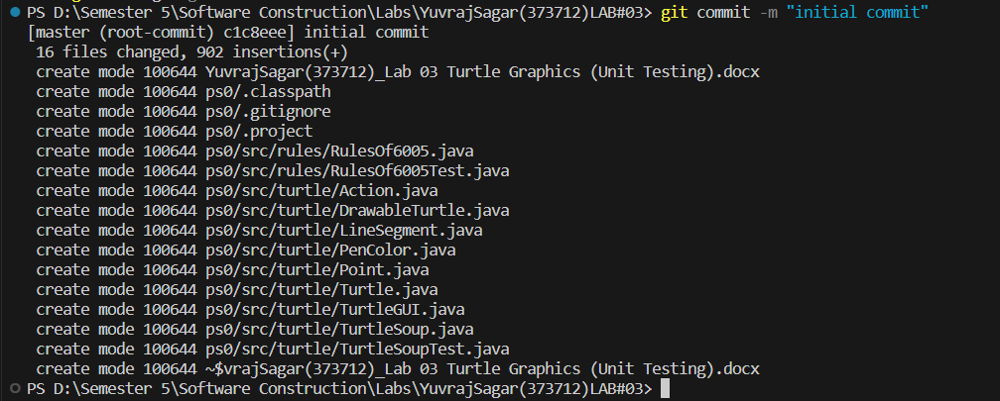 PS D:\Semester 5\Software Construction\Labs\YuvrajSagar(373712)LAB#03> git commit -m "initial commit"
[master (root-commit) c1c8eee] initial commit
 16 files changed, 902 insertions(+)
 create mode 100644 YuvrajSagar(373712)_Lab 03 Turtle Graphics (Unit Testing).docx
 create mode 100644 ps0/.classpath
 create mode 100644 ps0/.gitignore
 create mode 100644 ps0/.project
 create mode 100644 ps0/src/rules/RulesOf6005.java
 create mode 100644 ps0/src/rules/RulesOf6005Test.java
 create mode 100644 ps0/src/turtle/Action.java
 create mode 100644 ps0/src/turtle/DrawableTurtle.java
 create mode 100644 ps0/src/turtle/LineSegment.java
 create mode 100644 ps0/src/turtle/PenColor.java
 create mode 100644 ps0/src/turtle/Point.java
 create mode 100644 ps0/src/turtle/Turtle.java
 create mode 100644 ps0/src/turtle/TurtleGUI.java
 create mode 100644 ps0/src/turtle/TurtleSoup.java
 create mode 100644 ps0/src/turtle/TurtleSoupTest.java
 create mode 100644 ~$vrajSagar(373712)_Lab 03 Turtle Graphics (Unit Testing).docx
PS D:\Semester 5\Software Construction\Labs\YuvrajSagar(373712)LAB#03>